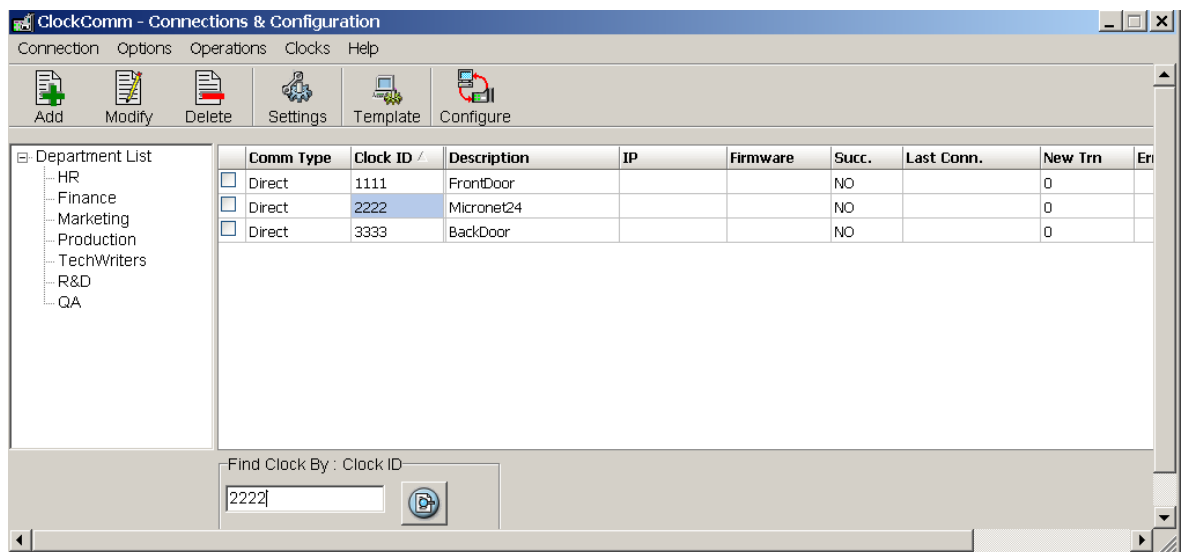 ClockComm - Connections & Configuration
Connection Options Operations Clocks Help
Add Modify Delete Settings Template Configure
Department List
HR
Finance
Marketing
Production
TechWriters
R&D
QA
Comm Type Clock ID Description IP Firmware Succ. Last Conn. New Trn
Direct 1111 FrontDoor NO 0
Direct 2222 Micronet24 NO 0
Direct 3333 BackDoor NO 0
Find Clock By : Clock ID
2222